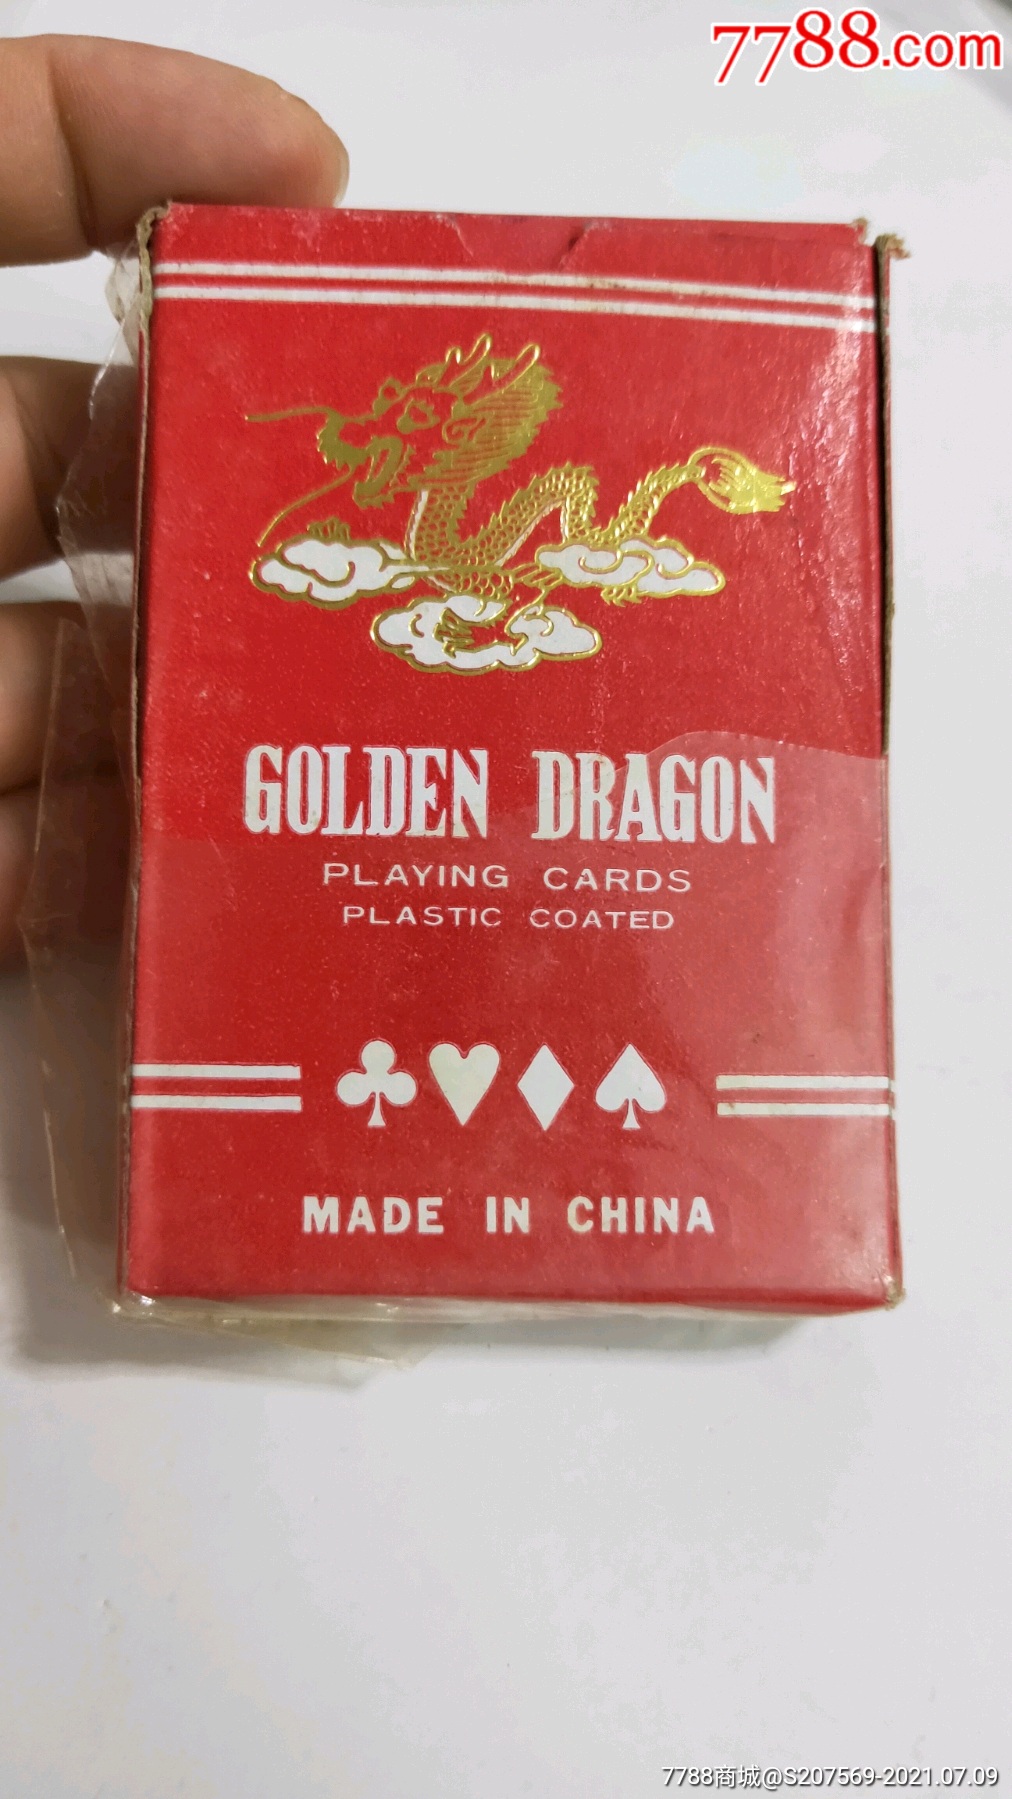 7788.com
GOLDEN DRAGON
PLAYING CARDS
PLASTIC COATED
MADE IN CHINA
7788商城@S207569-2021.07.09